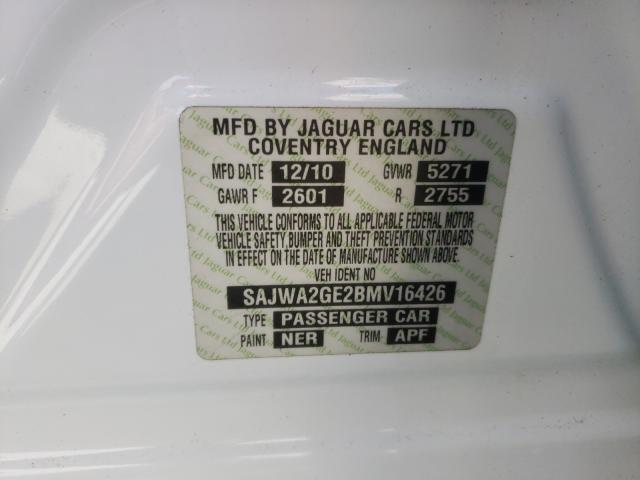 MFD BY JAGUAR CARS LTD
COVENTRY ENGLAND
MFD DATE 12/10 GVWR 5271
GAWR F 2601 R 2755
THIS VEHICLE CONFORMS TO ALL APPLICABLE FEDERAL MOTOR
VEHICLE SAFETY,BUMPER AND THEFT PREVENTION STANDARDS
IN EFFECT ON THE DATE OF MANUFACTURE SHOWN ABOVE.
VEH IDENT NO
SAJWA2GE2BMV16426
TYPE PASSENGER CAR
PAINT NER TRIM APF